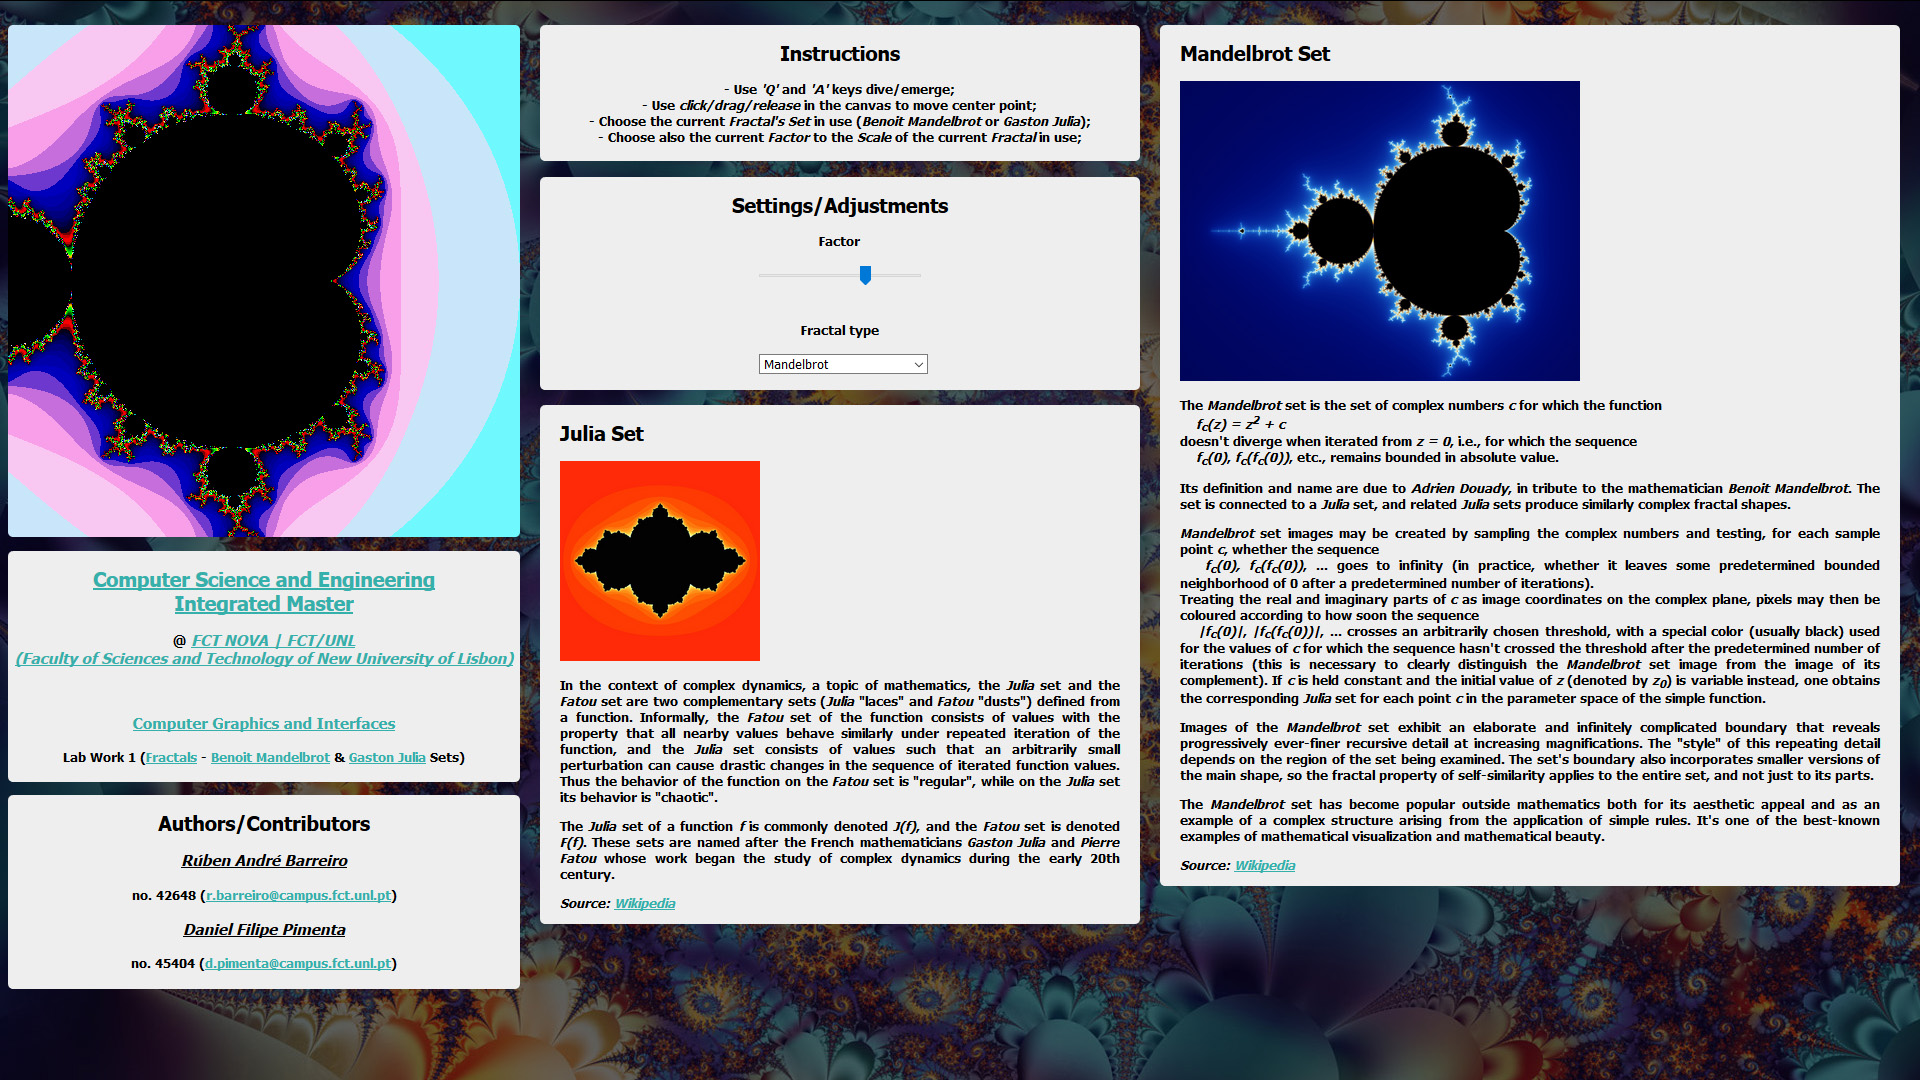 Computer Science and Engineering
Integrated Master
@ FCT NOVA | FCT/UNL
(Faculty of Sciences and Technology of New University of Lisbon)
Computer Graphics and Interfaces
Lab Work 1 (Fractals - Benoit Mandelbrot & Gaston Julia Sets)
Authors/Contributors
Rúben André Barreiro
no. 42648 (r.barreiro@campus.fct.unl.pt)
Daniel Filipe Pimenta
no. 45404 (d.pimenta@campus.fct.unl.pt)
Instructions
- Use 'Q' and 'A' keys dive/emerge;
- Use click/drag/release in the canvas to move center point;
- Choose the current Fractal's Set in use (Benoit Mandelbrot or Gaston Julia);
- Choose also the current Factor to the Scale of the current Fractal in use;
Settings/Adjustments
Factor
Fractal type
Mandelbrot
Julia Set
In the context of complex dynamics, a topic of mathematics, the Julia set and the
Fatou set are two complementary sets (Julia "laces" and Fatou "dusts") defined from
a function. Informally, the Fatou set of the function consists of values with the
property that all nearby values behave similarly under repeated iteration of the
function, and the Julia set consists of values such that an arbitrarily small
perturbation can cause drastic changes in the sequence of iterated function values.
Thus the behavior of the function on the Fatou set is "regular", while on the Julia set
its behavior is "chaotic".
The Julia set of a function f is commonly denoted J(f), and the Fatou set is denoted
F(f). These sets are named after the French mathematicians Gaston Julia and Pierre
Fatou whose work began the study of complex dynamics during the early 20th
century.
Source: Wikipedia
Mandelbrot Set
The Mandelbrot set is the set of complex numbers c for which the function
fc(z) = z2 + c
doesn't diverge when iterated from z = 0, i.e., for which the sequence
fc(0), fc(fc(0)), etc., remains bounded in absolute value.
Its definition and name are due to Adrien Douady, in tribute to the mathematician Benoit Mandelbrot. The
set is connected to a Julia set, and related Julia sets produce similarly complex fractal shapes.
Mandelbrot set images may be created by sampling the complex numbers and testing, for each sample
point c, whether the sequence
fc(0), fc(fc(0)), ... goes to infinity (in practice, whether it leaves some predetermined bounded
neighborhood of 0 after a predetermined number of iterations).
Treating the real and imaginary parts of c as image coordinates on the complex plane, pixels may then be
coloured according to how soon the sequence
|fc(0)|, |fc(fc(0))|, ... crosses an arbitrarily chosen threshold, with a special color (usually black) used
for the values of c for which the sequence hasn't crossed the threshold after the predetermined number of
iterations (this is necessary to clearly distinguish the Mandelbrot set image from the image of its
complement). If c is held constant and the initial value of z (denoted by z0) is variable instead, one obtains
the corresponding Julia set for each point c in the parameter space of the simple function.
Images of the Mandelbrot set exhibit an elaborate and infinitely complicated boundary that reveals
progressively ever-finer recursive detail at increasing magnifications. The "style" of this repeating detail
depends on the region of the set being examined. The set's boundary also incorporates smaller versions of
the main shape, so the fractal property of self-similarity applies to the entire set, and not just to its parts.
The Mandelbrot set has become popular outside mathematics both for its aesthetic appeal and as an
example of a complex structure arising from the application of simple rules. It's one of the best-known
examples of mathematical visualization and mathematical beauty.
Source: Wikipedia